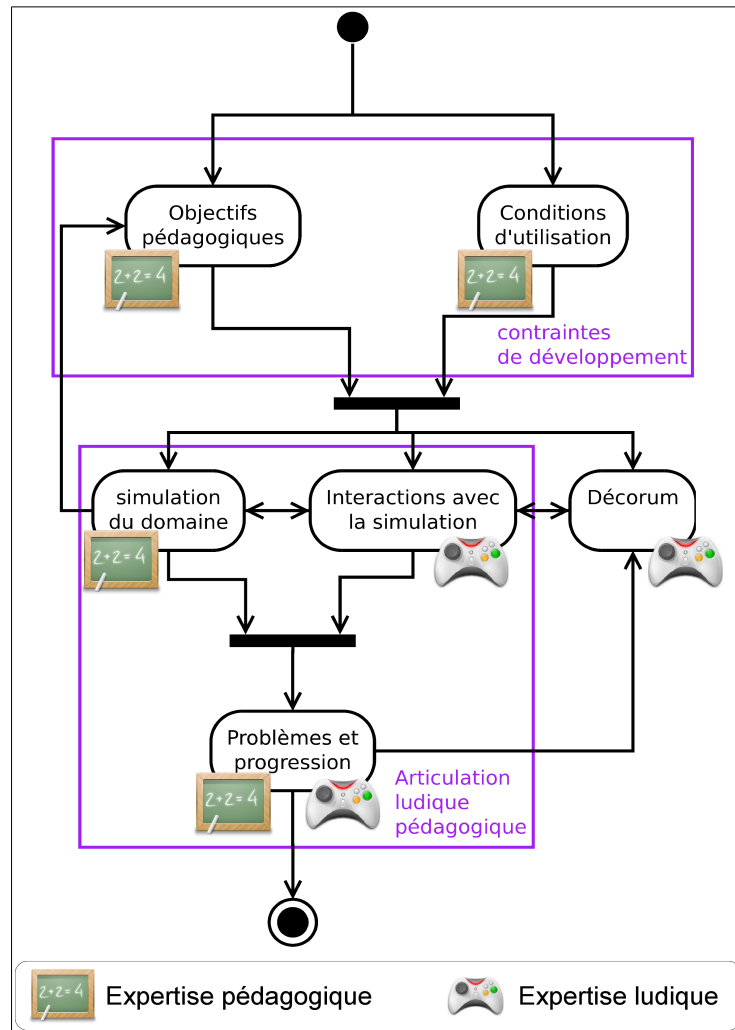 Objectifs
pédagogiques
2+2=4
Conditions
d'utilisation
2+2=4
contraintes
de développement
simulation
du domaine
2+2=4
Interactions avec
la simulation
Décorum
Problèmes et
progression
2+2=4
Articulation
ludique
pédagogique
2+2=4
Expertise pédagogique
Expertise ludique